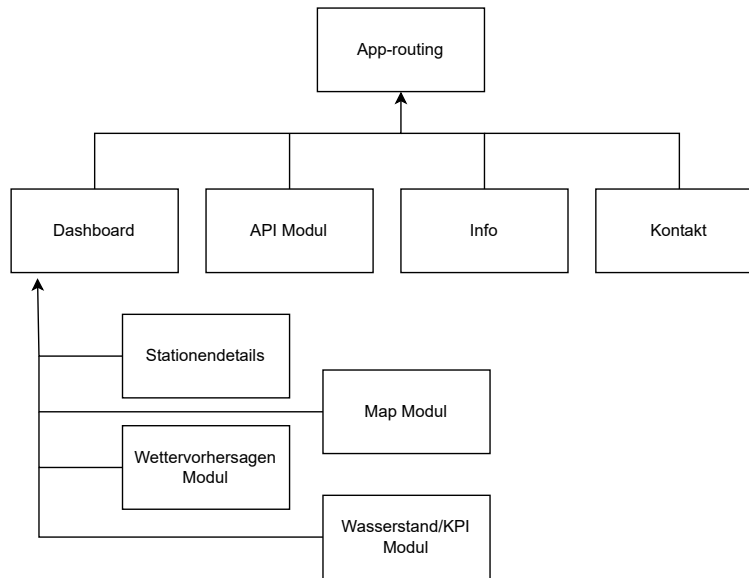 App-routing
Dashboard
API Modul
Info
Kontakt
Stationendetails
Map Modul
Wettervorhersagen
Modul
Wasserstand/KPI
Modul